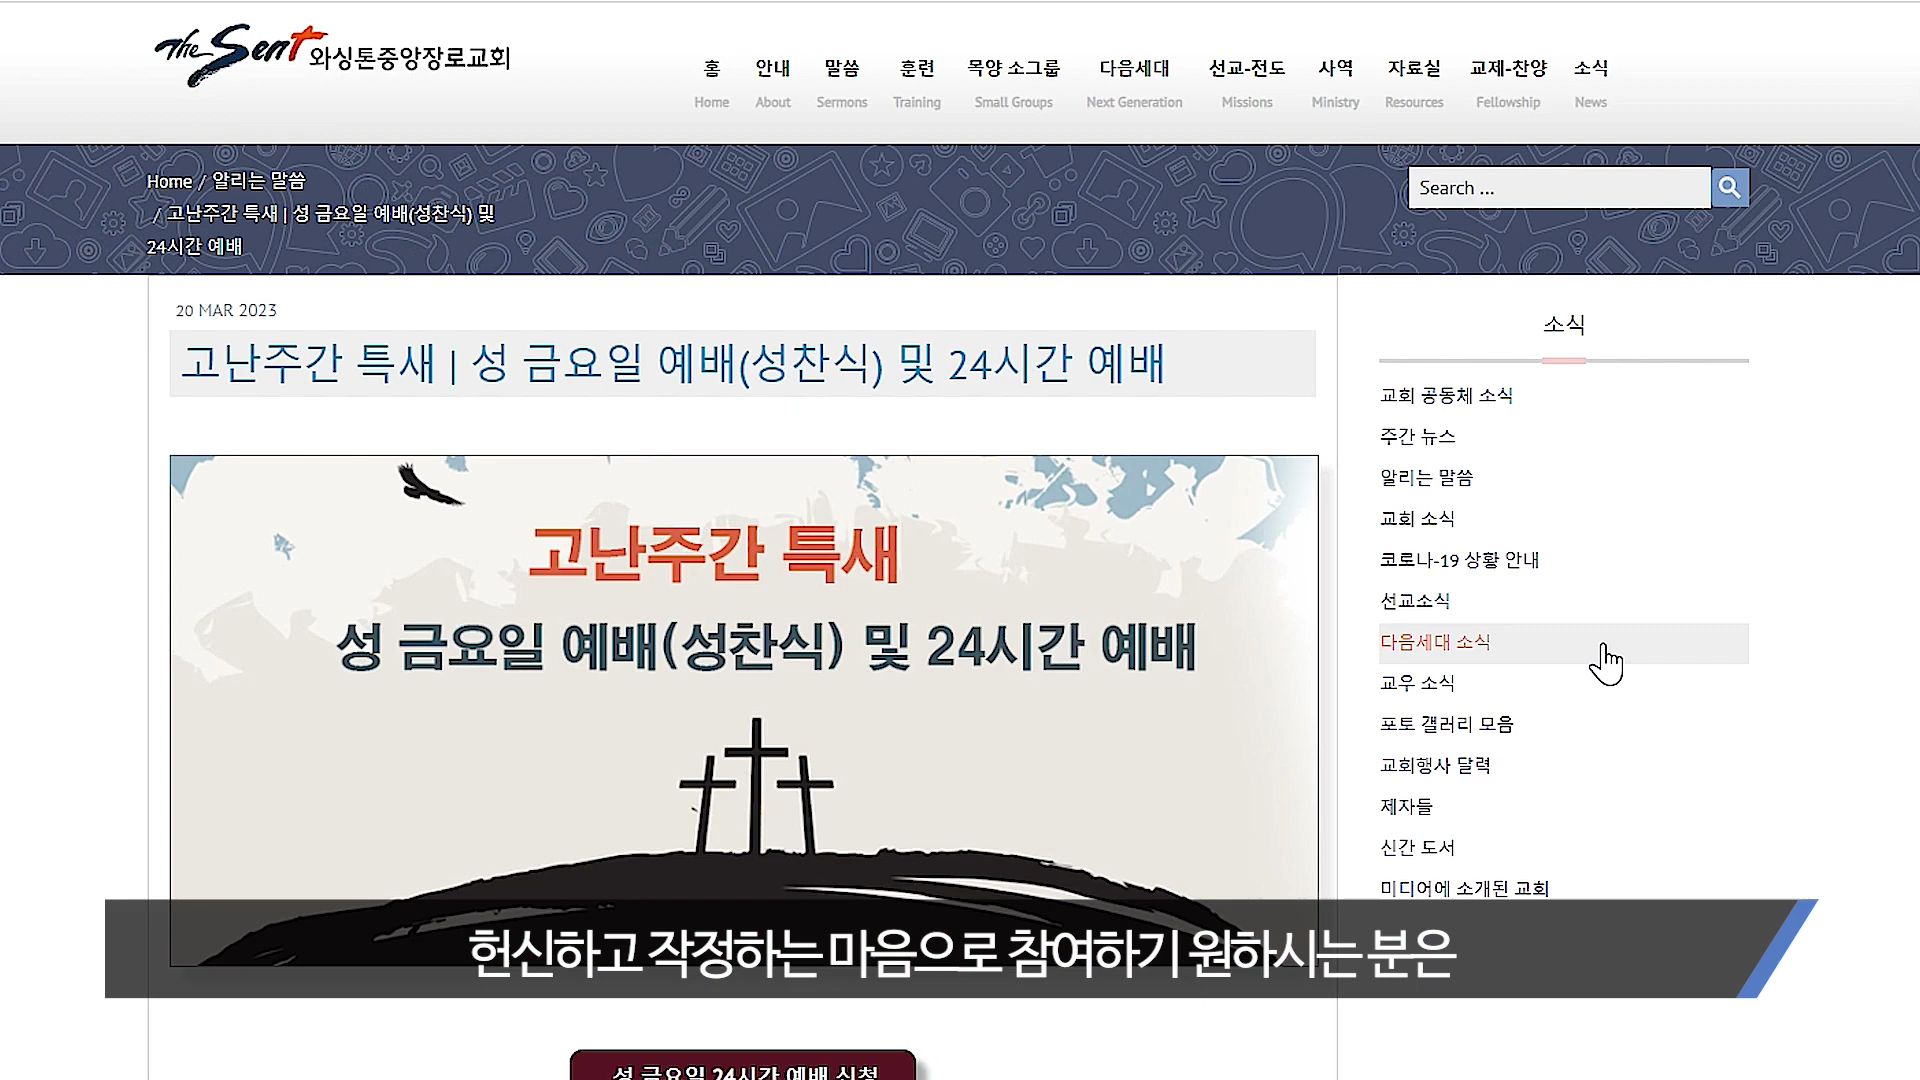 The Sent 와싱톤중앙장로교회
홈 안내 말씀 훈련 목양 소그룹 다음세대 선교-전도 사역 자료실 교제-찬양 소식
Home About Sermons Training Small Groups Next Generation Missions Ministry Resources Fellowship News
Home / 알리는 말씀
/ 고난주간 특새 | 성 금요일 예배(성찬식) 및
24시간 예배
Search ...
20 MAR 2023
고난주간 특새 | 성 금요일 예배(성찬식) 및 24시간 예배
고난주간 특새
성 금요일 예배(성찬식) 및 24시간 예배
소식
교회 공동체 소식
주간 뉴스
알리는 말씀
교회 소식
코로나-19 상황 안내
선교소식
다음세대 소식
교우 소식
포토 갤러리 모음
교회행사 달력
제자들
신간 도서
미디어에 소개된 교회
헌신하고 작정하는 마음으로 참여하기 원하시는 분은
성 금요일 24시간 예배 신청